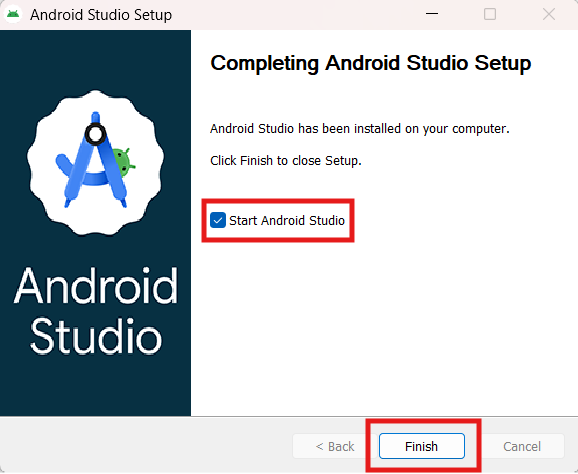 Android Studio Setup
Completing Android Studio Setup
Android Studio has been installed on your computer.
Click Finish to close Setup.
Start Android Studio
Android
Studio
< Back
Finish
Cancel